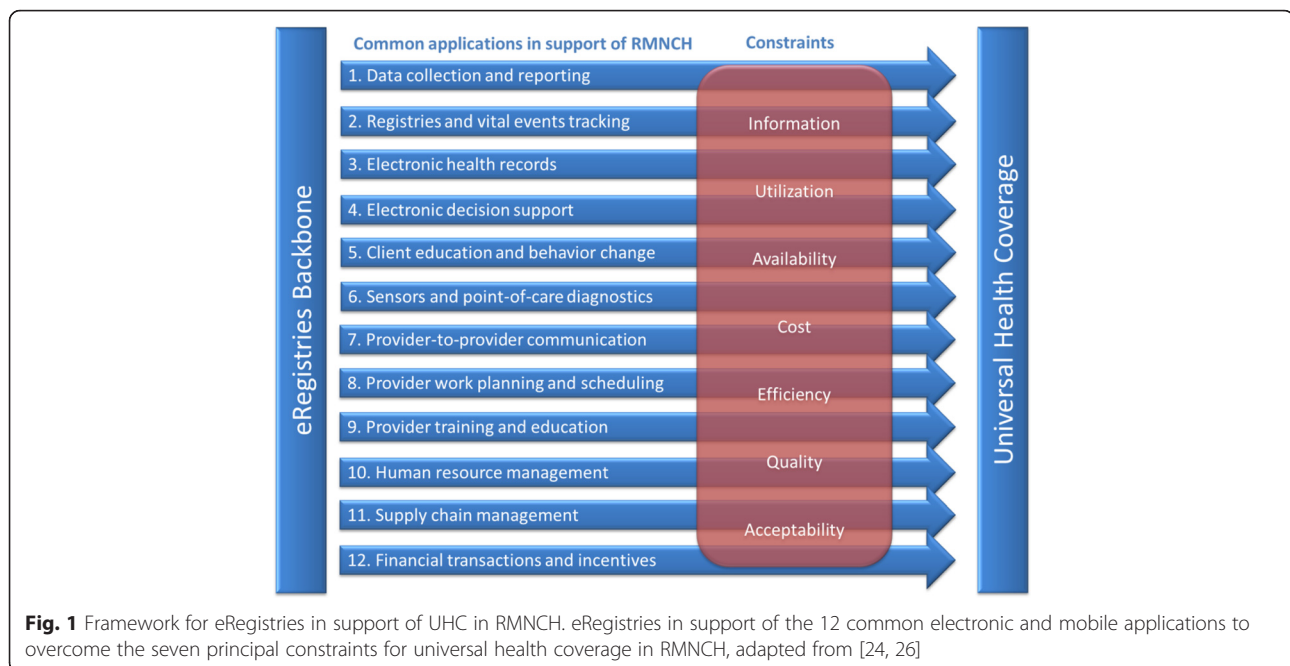 Common applications in support of RMNCH
Constraints
eRegistries Backbone
1. Data collection and reporting
2. Registries and vital events tracking
3. Electronic health records
4. Electronic decision support
5. Client education and behavior change
6. Sensors and point-of-care diagnostics
7. Provider-to-provider communication
8. Provider work planning and scheduling
9. Provider training and education
10. Human resource management
11. Supply chain management
12. Financial transactions and incentives
Information
Utilization
Availability
Cost
Efficiency
Quality
Acceptability
Universal Health Coverage
Fig. 1 Framework for eRegistries in support of UHC in RMNCH. eRegistries in support of the 12 common electronic and mobile applications to
overcome the seven principal constraints for universal health coverage in RMNCH, adapted from [24, 26]